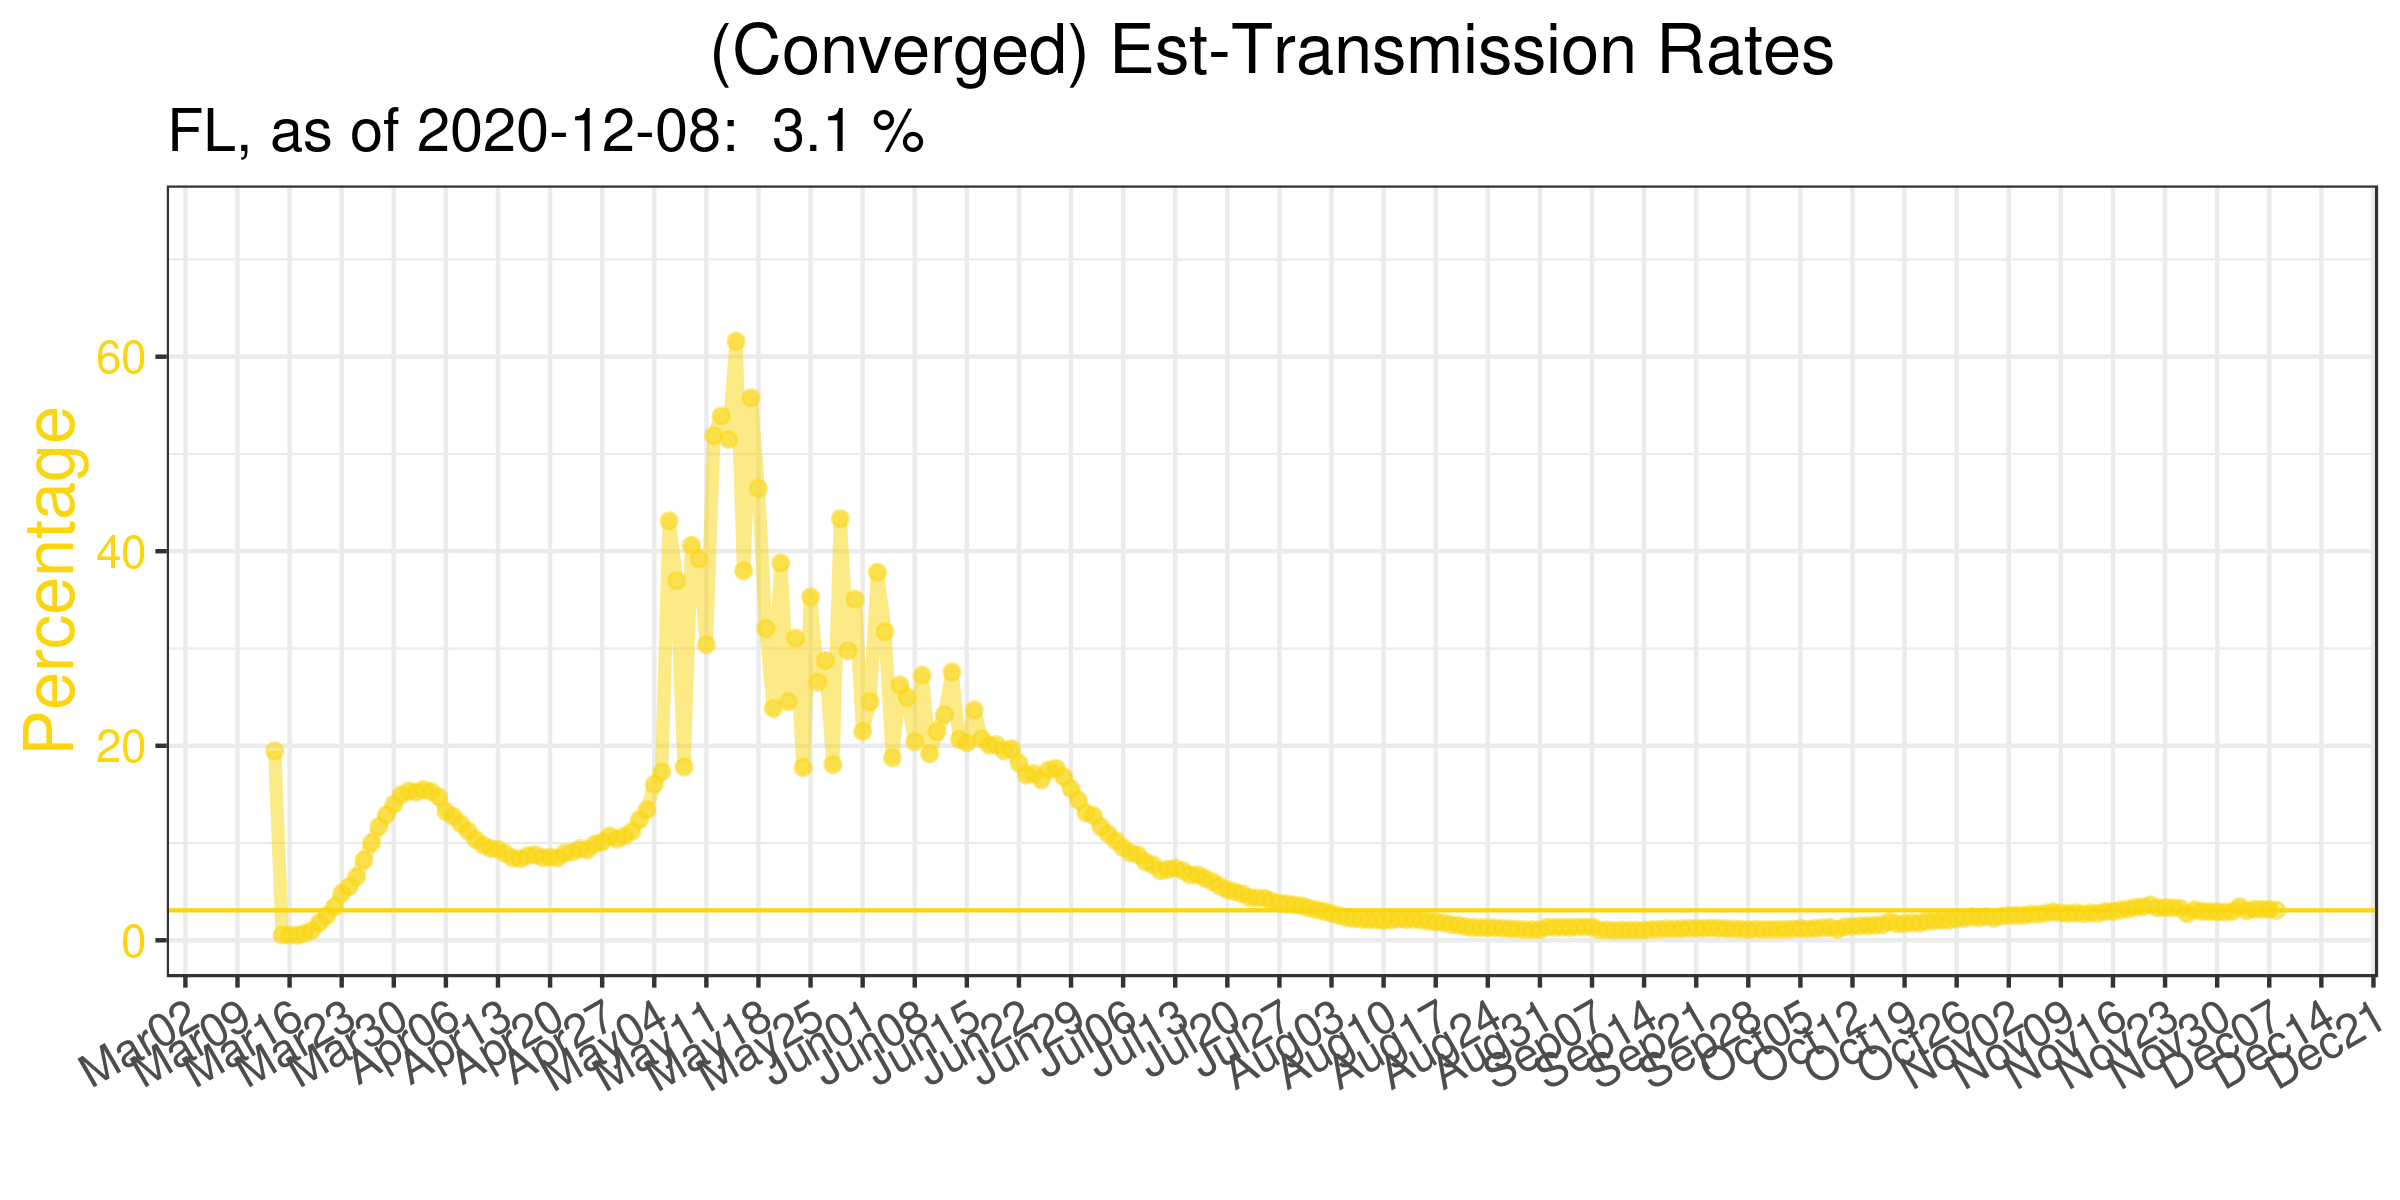 (Converged) Est-Transmission Rates
FL, as of 2020-12-08:  3.1 %
Percentage
60
40
20
0
Mar02
Mar09
Mar16
Mar23
Mar30
Apr06
Apr13
Apr20
Apr27
May04
May11
May18
May25
Jun01
Jun08
Jun15
Jun22
Jun29
Jul06
Jul13
Jul20
Jul27
Aug03
Aug10
Aug17
Aug24
Aug31
Sep07
Sep14
Sep21
Sep28
Oct05
Oct12
Oct19
Oct26
Nov02
Nov09
Nov16
Nov23
Nov30
Dec07
Dec14
Dec21